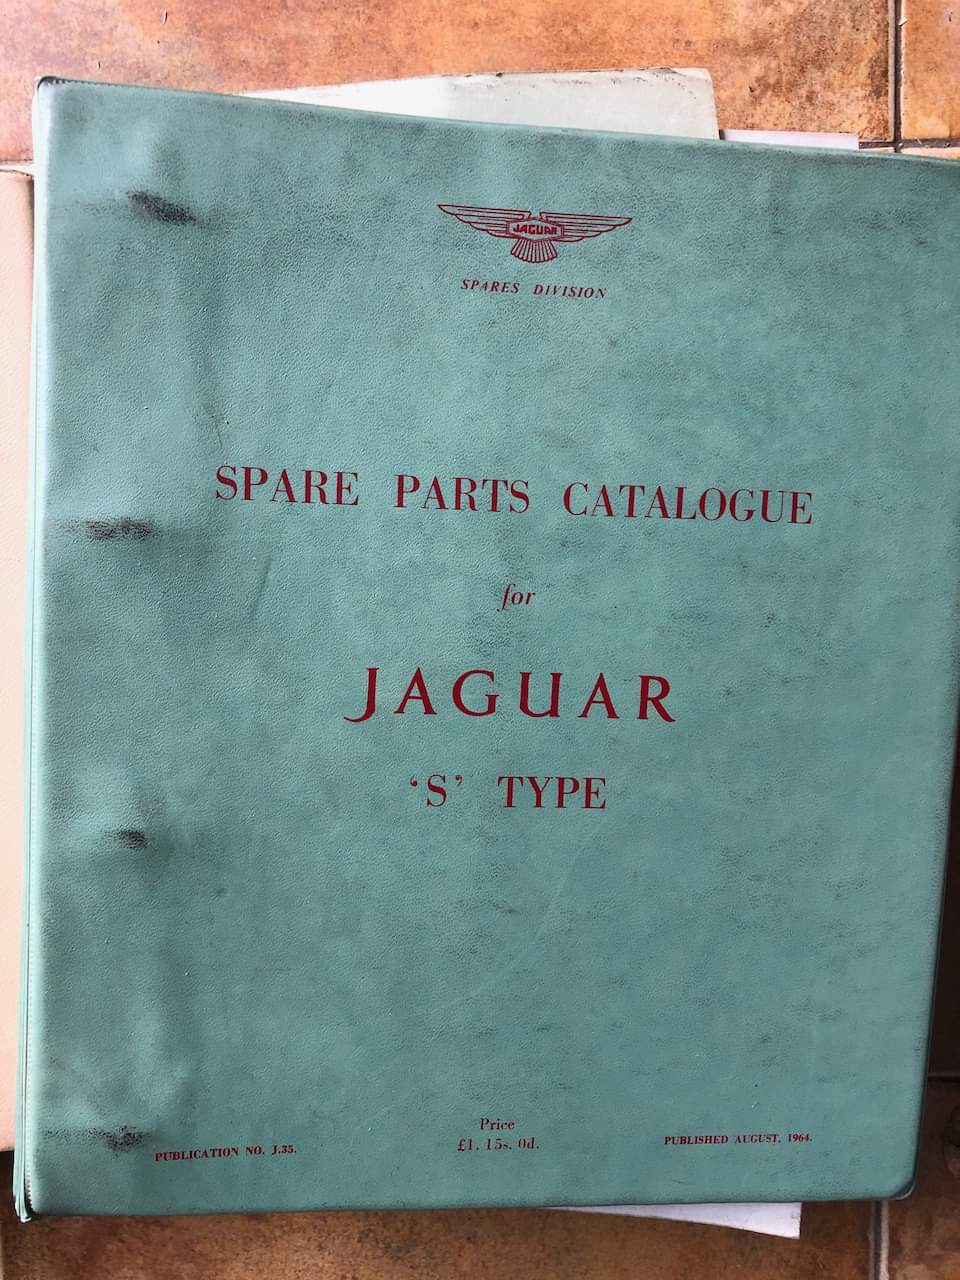 JAGUAR
SPARES DIVISION
SPARE PARTS CATALOGUE
for
JAGUAR
‘S’ TYPE
Price
£1. 15s. 0d.
PUBLICATION NO. J.35.
PUBLISHED AUGUST, 1964.